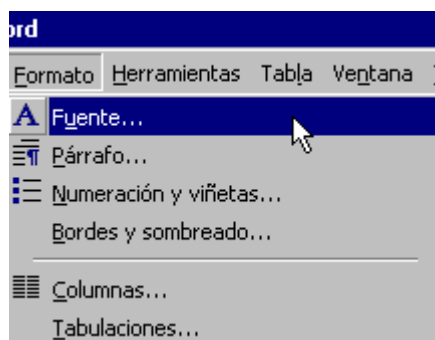 ord
Formato Herramientas Tabla Ventana
A Fuente...
Párrafo...
Numeración y viñetas...
Bordes y sombreado...
Columnas...
Tabulaciones...